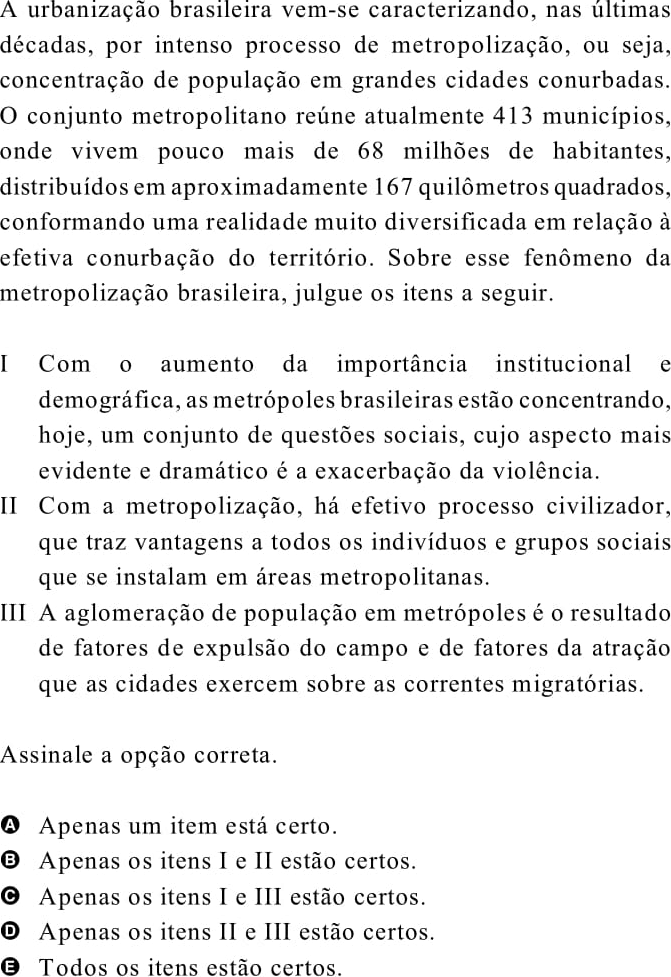 A urbanização brasileira vem-se caracterizando, nas últimas
décadas, por intenso processo de metropolização, ou seja,
concentração de população em grandes cidades conurbadas.
O conjunto metropolitano reúne atualmente 413 municípios,
onde vivem pouco mais de 68 milhões de habitantes,
distribuídos em aproximadamente 167 quilômetros quadrados,
conformando uma realidade muito diversificada em relação à
efetiva conurbação do território. Sobre esse fenômeno da
metropolização brasileira, julgue os itens a seguir.
I Com o aumento da importância institucional e
demográfica, as metrópoles brasileiras estão concentrando,
hoje, um conjunto de questões sociais, cujo aspecto mais
evidente e dramático é a exacerbação da violência.
II Com a metropolização, há efetivo processo civilizador,
que traz vantagens a todos os indivíduos e grupos sociais
que se instalam em áreas metropolitanas.
III A aglomeração de população em metrópoles é o resultado
de fatores de expulsão do campo e de fatores da atração
que as cidades exercem sobre as correntes migratórias.
Assinale a opção correta.
A Apenas um item está certo.
B Apenas os itens I e II estão certos.
C Apenas os itens I e III estão certos.
D Apenas os itens II e III estão certos.
E Todos os itens estão certos.